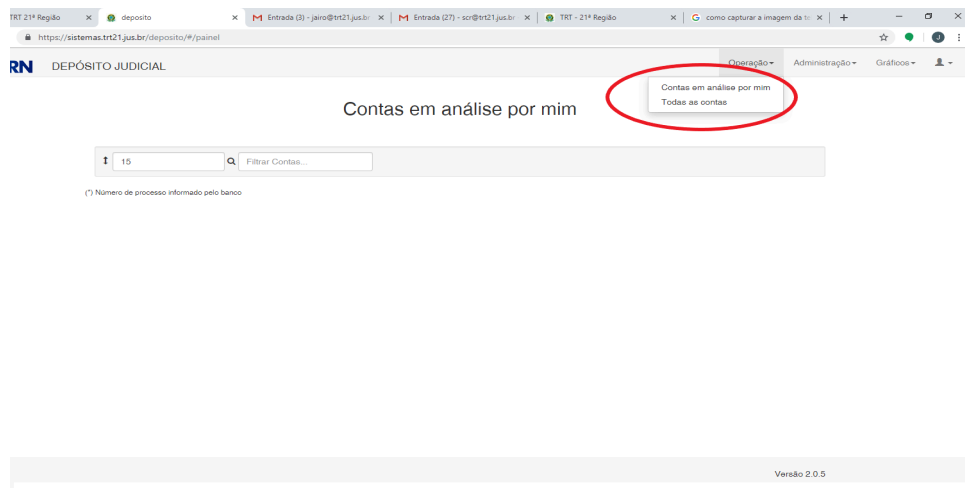 TRT 21ª Região
deposito
Entrada (3) - jairo@trt21.jus.br
Entrada (27) - scr@trt21.jus.br
TRT - 21ª Região
como capturar a imagem da te
https://sistemas.trt21.jus.br/deposito/#/painel
J
RN DEPÓSITO JUDICIAL
Operação
Administração
Gráficos
Contas em análise por mim
Todas as contas
Contas em análise por mim
15
Filtrar Contas...
(*) Número de processo informado pelo banco
Versão 2.0.5